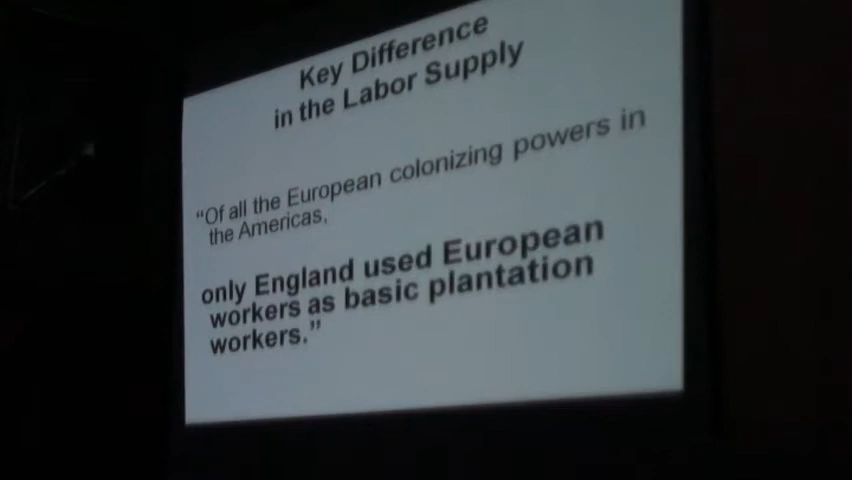 Key Difference
in the Labor Supply
“Of all the European colonizing powers in
the Americas,
only England used European
workers as basic plantation
workers.”